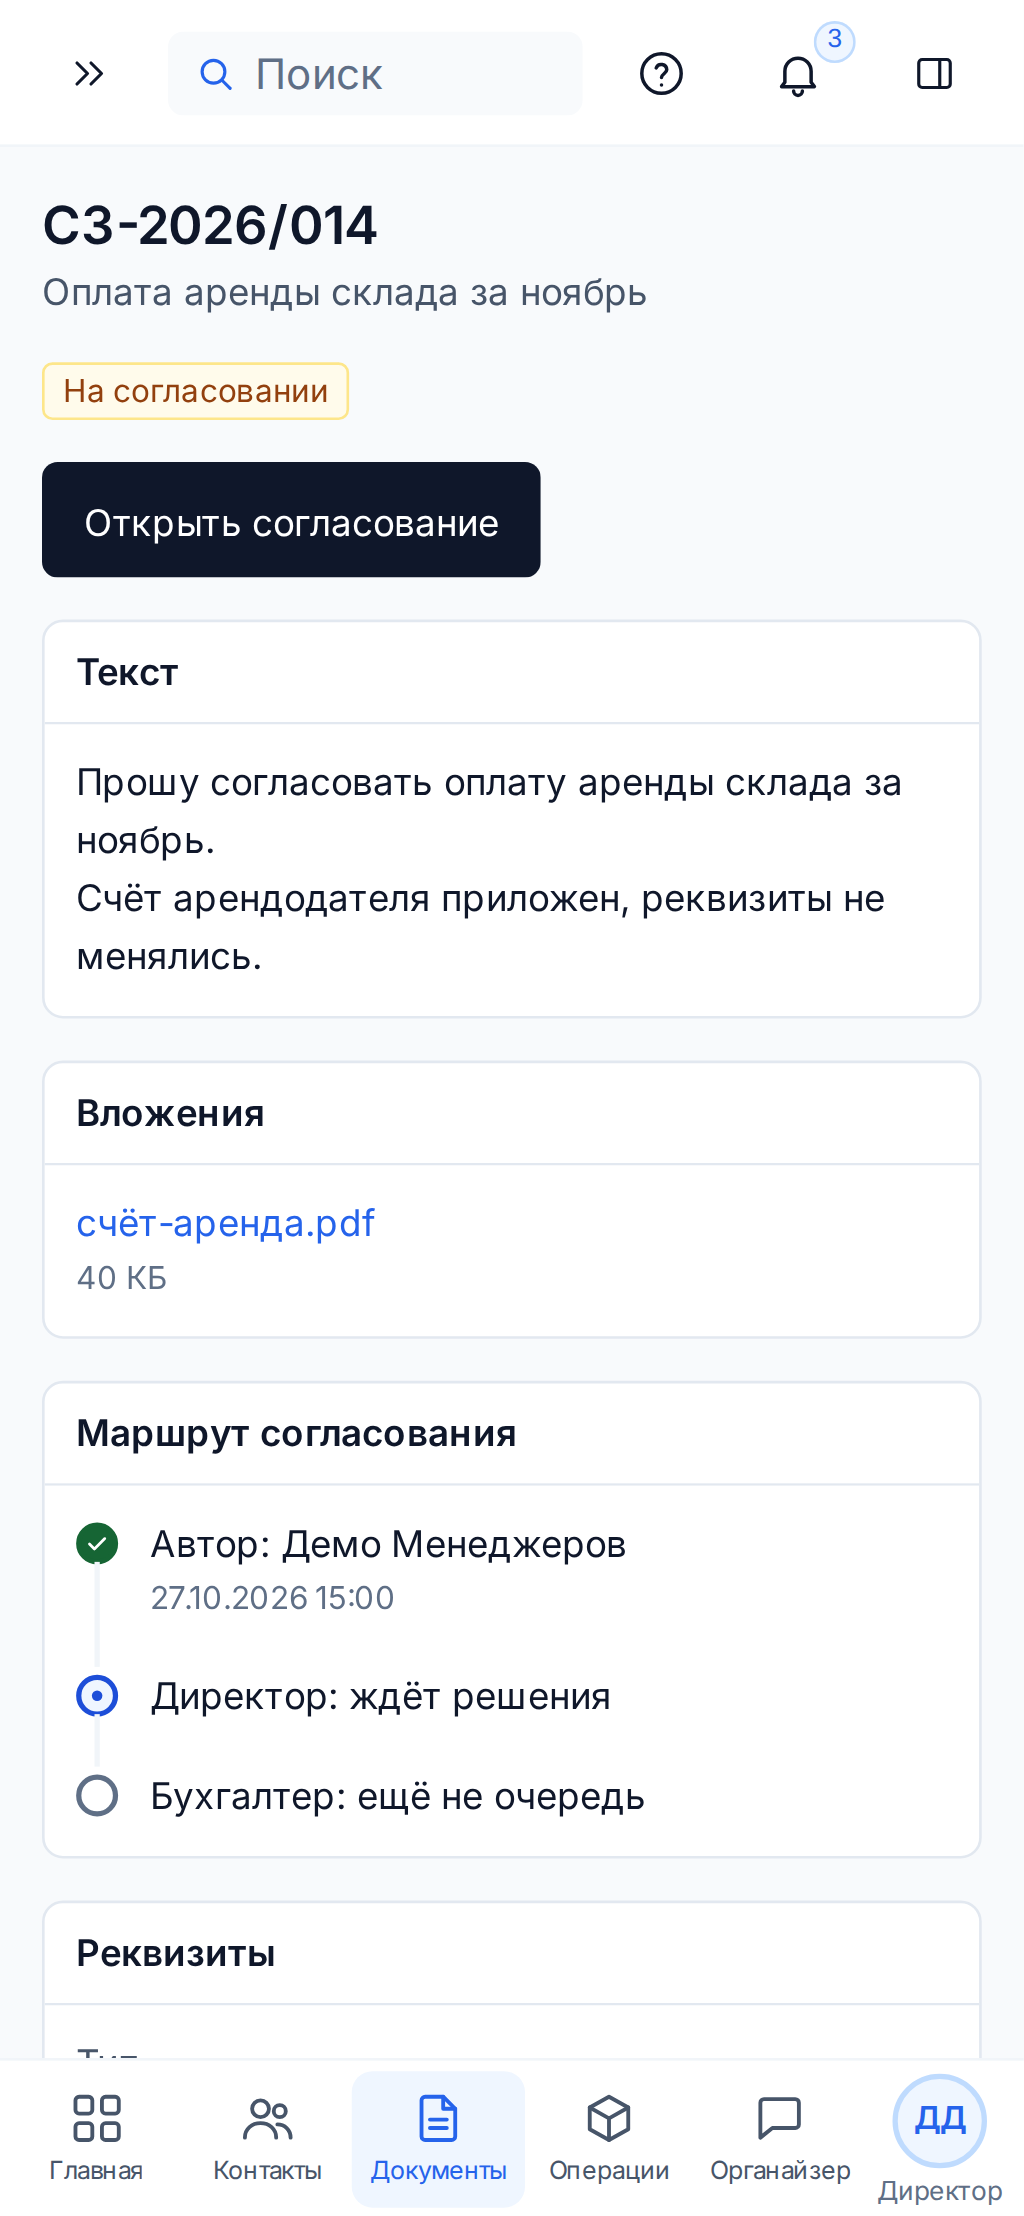 Поиск
3
СЗ-2026/014
Оплата аренды склада за ноябрь
На согласовании
Открыть согласование
Текст
Прошу согласовать оплату аренды склада за
ноябрь.
Счёт арендодателя приложен, реквизиты не
менялись.
Вложения
счёт-аренда.pdf
40 КБ
Маршрут согласования
Автор: Демо Менеджеров
27.10.2026 15:00
Директор: ждёт решения
Бухгалтер: ещё не очередь
Реквизиты
Главная
Контакты
Документы
Операции
Органайзер
ДД
Директор